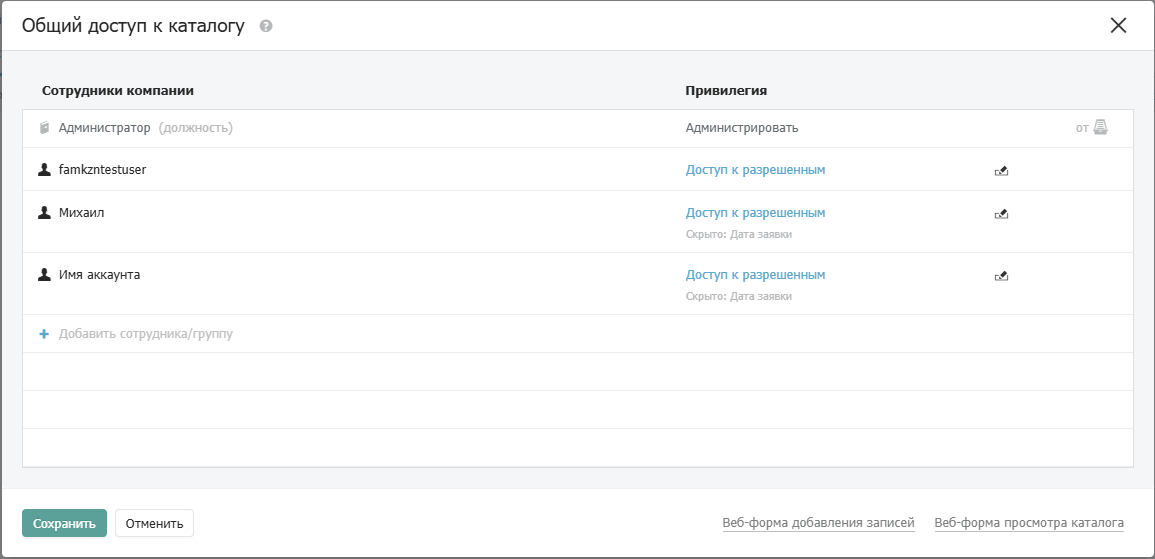 Общий доступ к каталогу ?
Сотрудники компании Привилегия
Администратор (должность) Администрировать от
famkzntestuser Доступ к разрешенным
Михаил Доступ к разрешенным
Скрыто: Дата заявки
Имя аккаунта Доступ к разрешенным
Скрыто: Дата заявки
+ Добавить сотрудника/группу
Сохранить Отменить Веб-форма добавления записей Веб-форма просмотра каталога